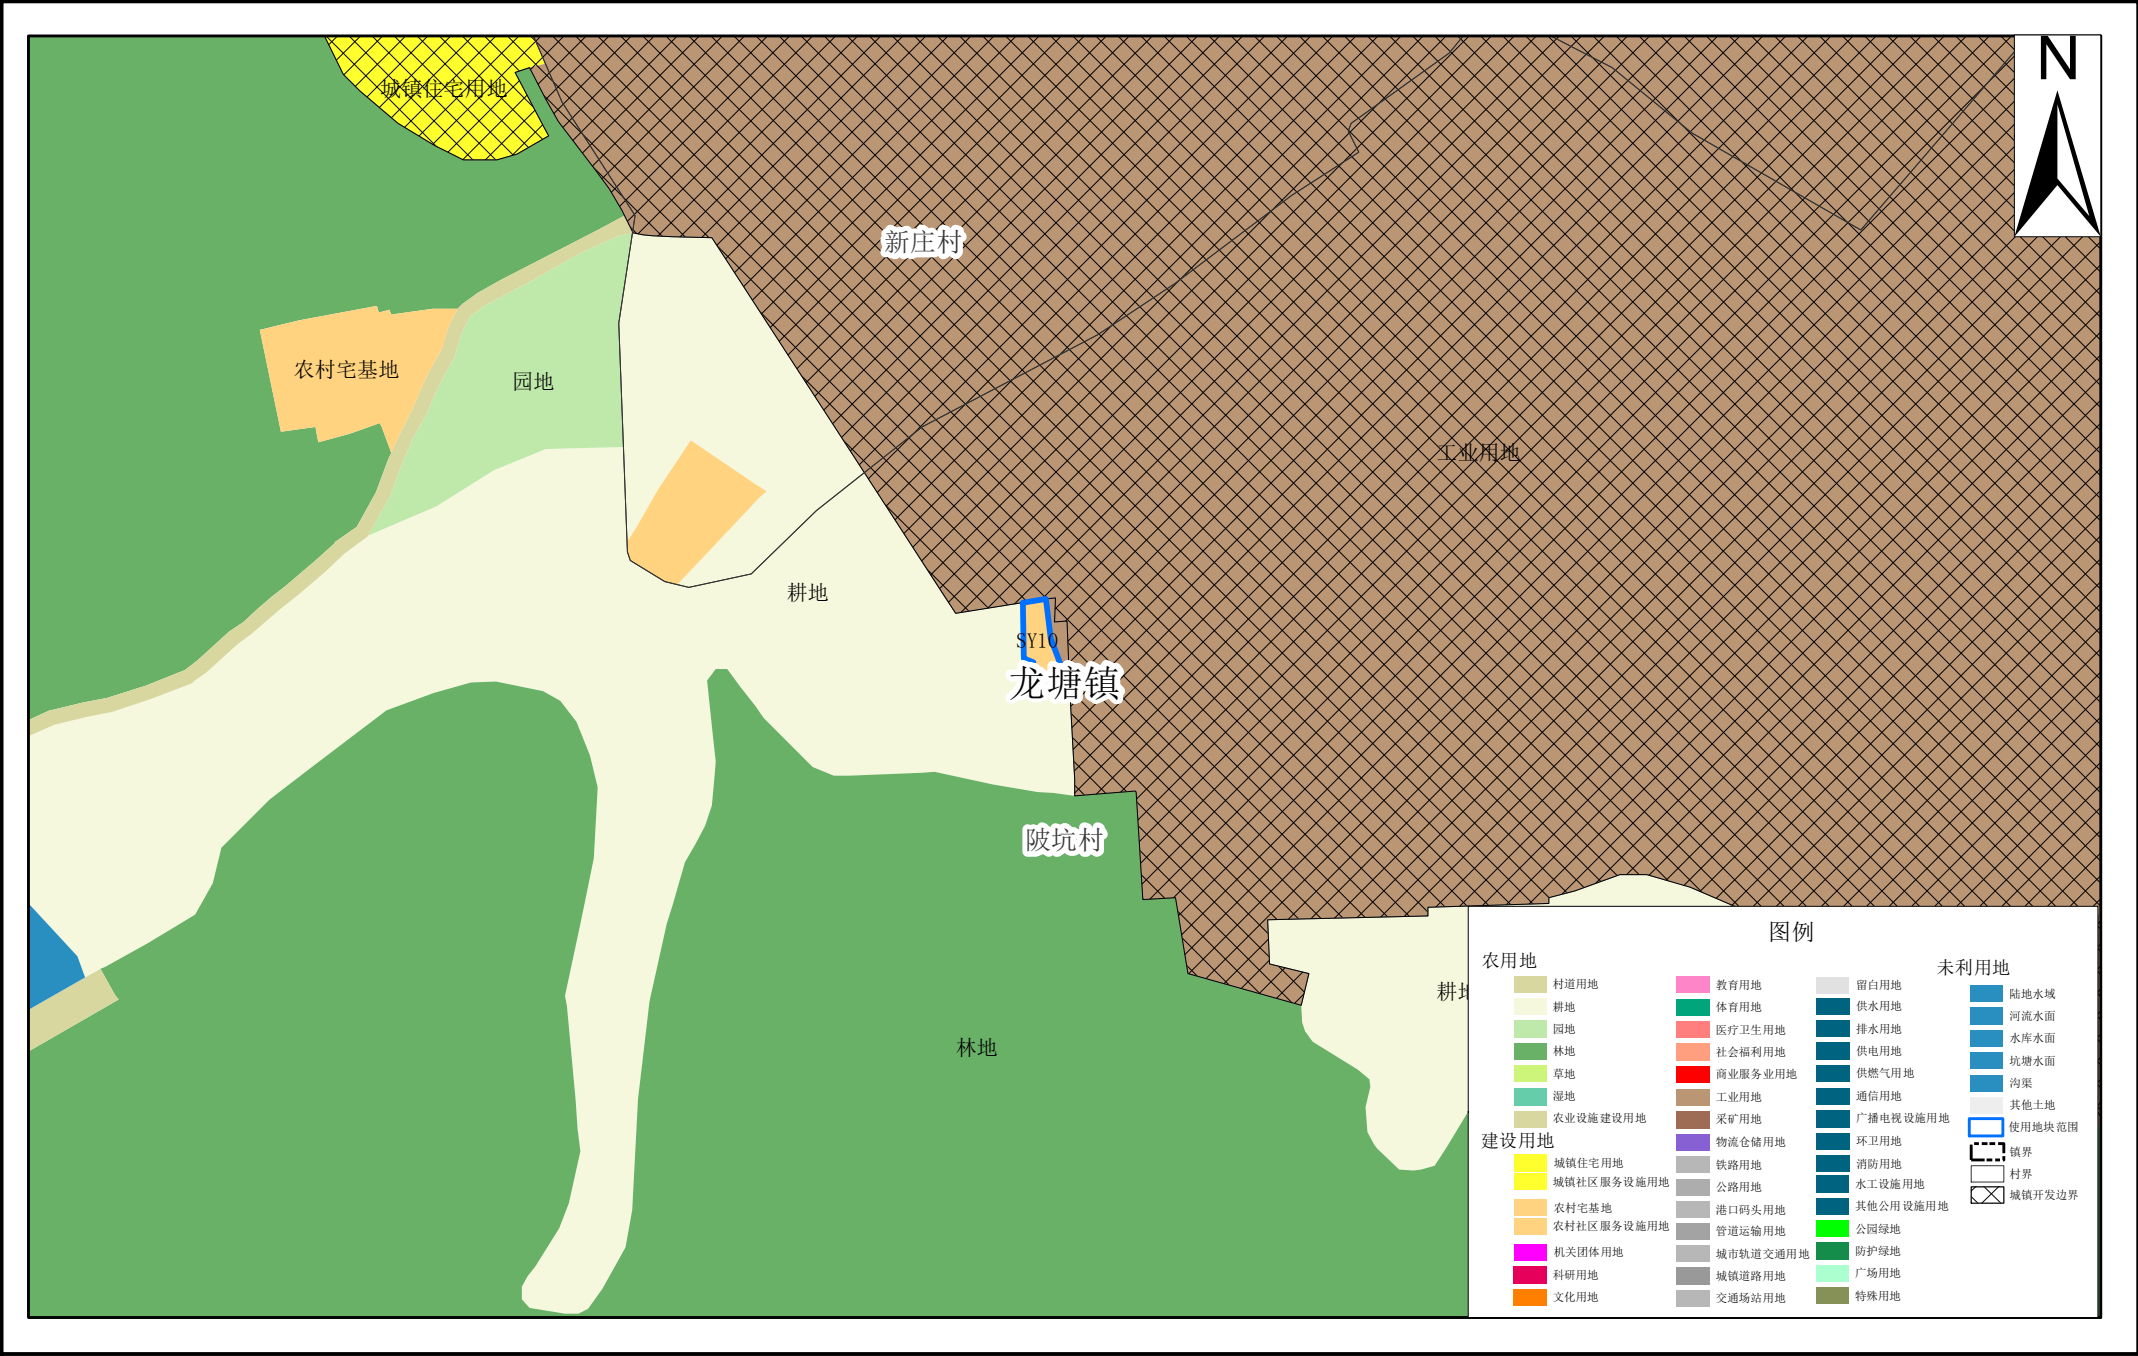 N
城镇住宅用地
新庄村
农村宅基地
园地
工业用地
耕地
SY10
龙塘镇
陂坑村
耕地
林地
图例
农用地
村道用地
耕地
园地
林地
草地
湿地
农业设施建设用地
建设用地
城镇住宅用地
城镇社区服务设施用地
农村宅基地
农村社区服务设施用地
机关团体用地
科研用地
文化用地
教育用地
体育用地
医疗卫生用地
社会福利用地
商业服务业用地
工业用地
采矿用地
物流仓储用地
铁路用地
公路用地
港口码头用地
管道运输用地
城市轨道交通用地
城镇道路用地
交通场站用地
留白用地
供水用地
排水用地
供电用地
供燃气用地
通信用地
广播电视设施用地
环卫用地
消防用地
水工设施用地
其他公用设施用地
公园绿地
防护绿地
广场用地
特殊用地
未利用地
陆地水域
河流水面
水库水面
坑塘水面
沟渠
其他土地
使用地块范围
镇界
村界
城镇开发边界